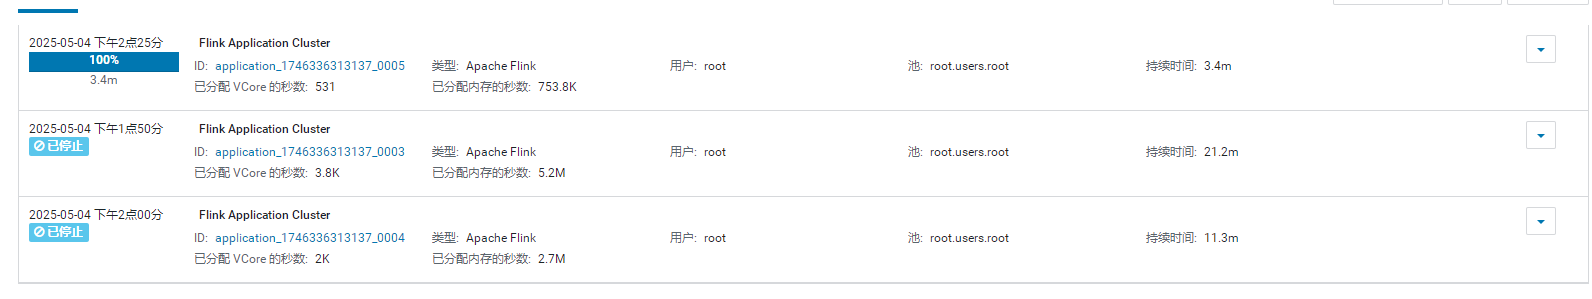 2025-05-04 下午2点25分 Flink Application Cluster
100%
ID: application_1746336313137_0005 类型: Apache Flink 用户: root 池: root.users.root 持续时间: 3.4m
3.4m
已分配 VCore 的秒数: 531 已分配内存的秒数: 753.8K
2025-05-04 下午1点50分 Flink Application Cluster
已停止
ID: application_1746336313137_0003 类型: Apache Flink 用户: root 池: root.users.root 持续时间: 21.2m
已分配 VCore 的秒数: 3.8K 已分配内存的秒数: 5.2M
2025-05-04 下午2点00分 Flink Application Cluster
已停止
ID: application_1746336313137_0004 类型: Apache Flink 用户: root 池: root.users.root 持续时间: 11.3m
已分配 VCore 的秒数: 2K 已分配内存的秒数: 2.7M